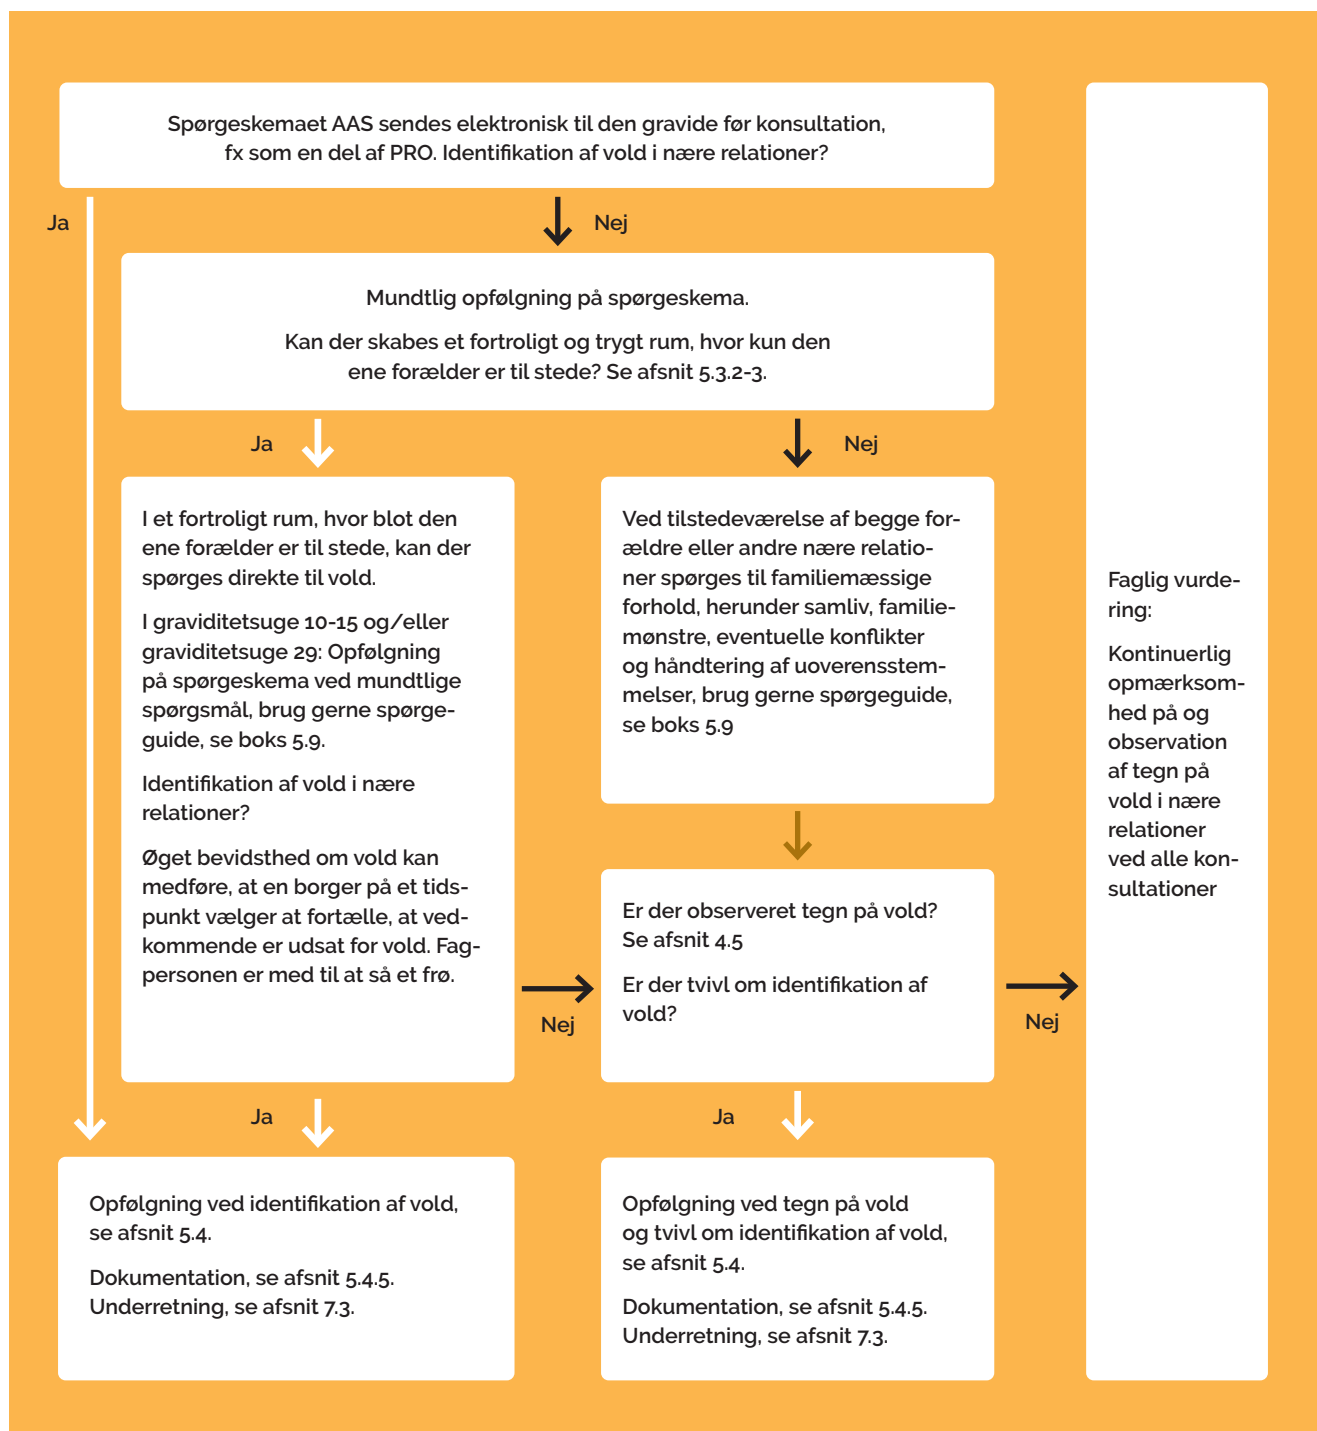 Spørgeskemaet AAS sendes elektronisk til den gravide før konsultation,
fx som en del af PRO. Identifikation af vold i nære relationer?
Ja
Nej
Mundtlig opfølgning på spørgeskema.
Kan der skabes et fortroligt og trygt rum, hvor kun den
ene forælder er til stede? Se afsnit 5.3.2-3.
Ja
Nej
I et fortroligt rum, hvor blot den
ene forælder er til stede, kan der
spørges direkte til vold.
I graviditetsuge 10-15 og/eller
graviditetsuge 29: Opfølgning
på spørgeskema ved mundtlige
spørgsmål, brug gerne spørge-
guide, se boks 5.9.
Identifikation af vold i nære
relationer?
Øget bevidsthed om vold kan
medføre, at en borger på et tids-
punkt vælger at fortælle, at ved-
kommende er udsat for vold. Fag-
personen er med til at så et frø.
Nej
Ved tilstedeværelse af begge for-
ældre eller andre nære relatio-
ner spørges til familiemæssige
forhold, herunder samliv, familie-
mønstre, eventuelle konflikter
og håndtering af uoverensstem-
melser, brug gerne spørgeguide,
se boks 5.9
Er der observeret tegn på vold?
Se afsnit 4.5
Er der tvivl om identifikation af
vold?
Nej
Faglig vurde-
ring:
Kontinuerlig
opmærksom-
hed på og
observation
af tegn på
vold i nære
relationer
ved alle kon-
sultationer
Ja
Ja
Opfølgning ved identifikation af vold,
se afsnit 5.4.
Dokumentation, se afsnit 5.4.5.
Underretning, se afsnit 7.3.
Opfølgning ved tegn på vold
og tvivl om identifikation af vold,
se afsnit 5.4.
Dokumentation, se afsnit 5.4.5.
Underretning, se afsnit 7.3.